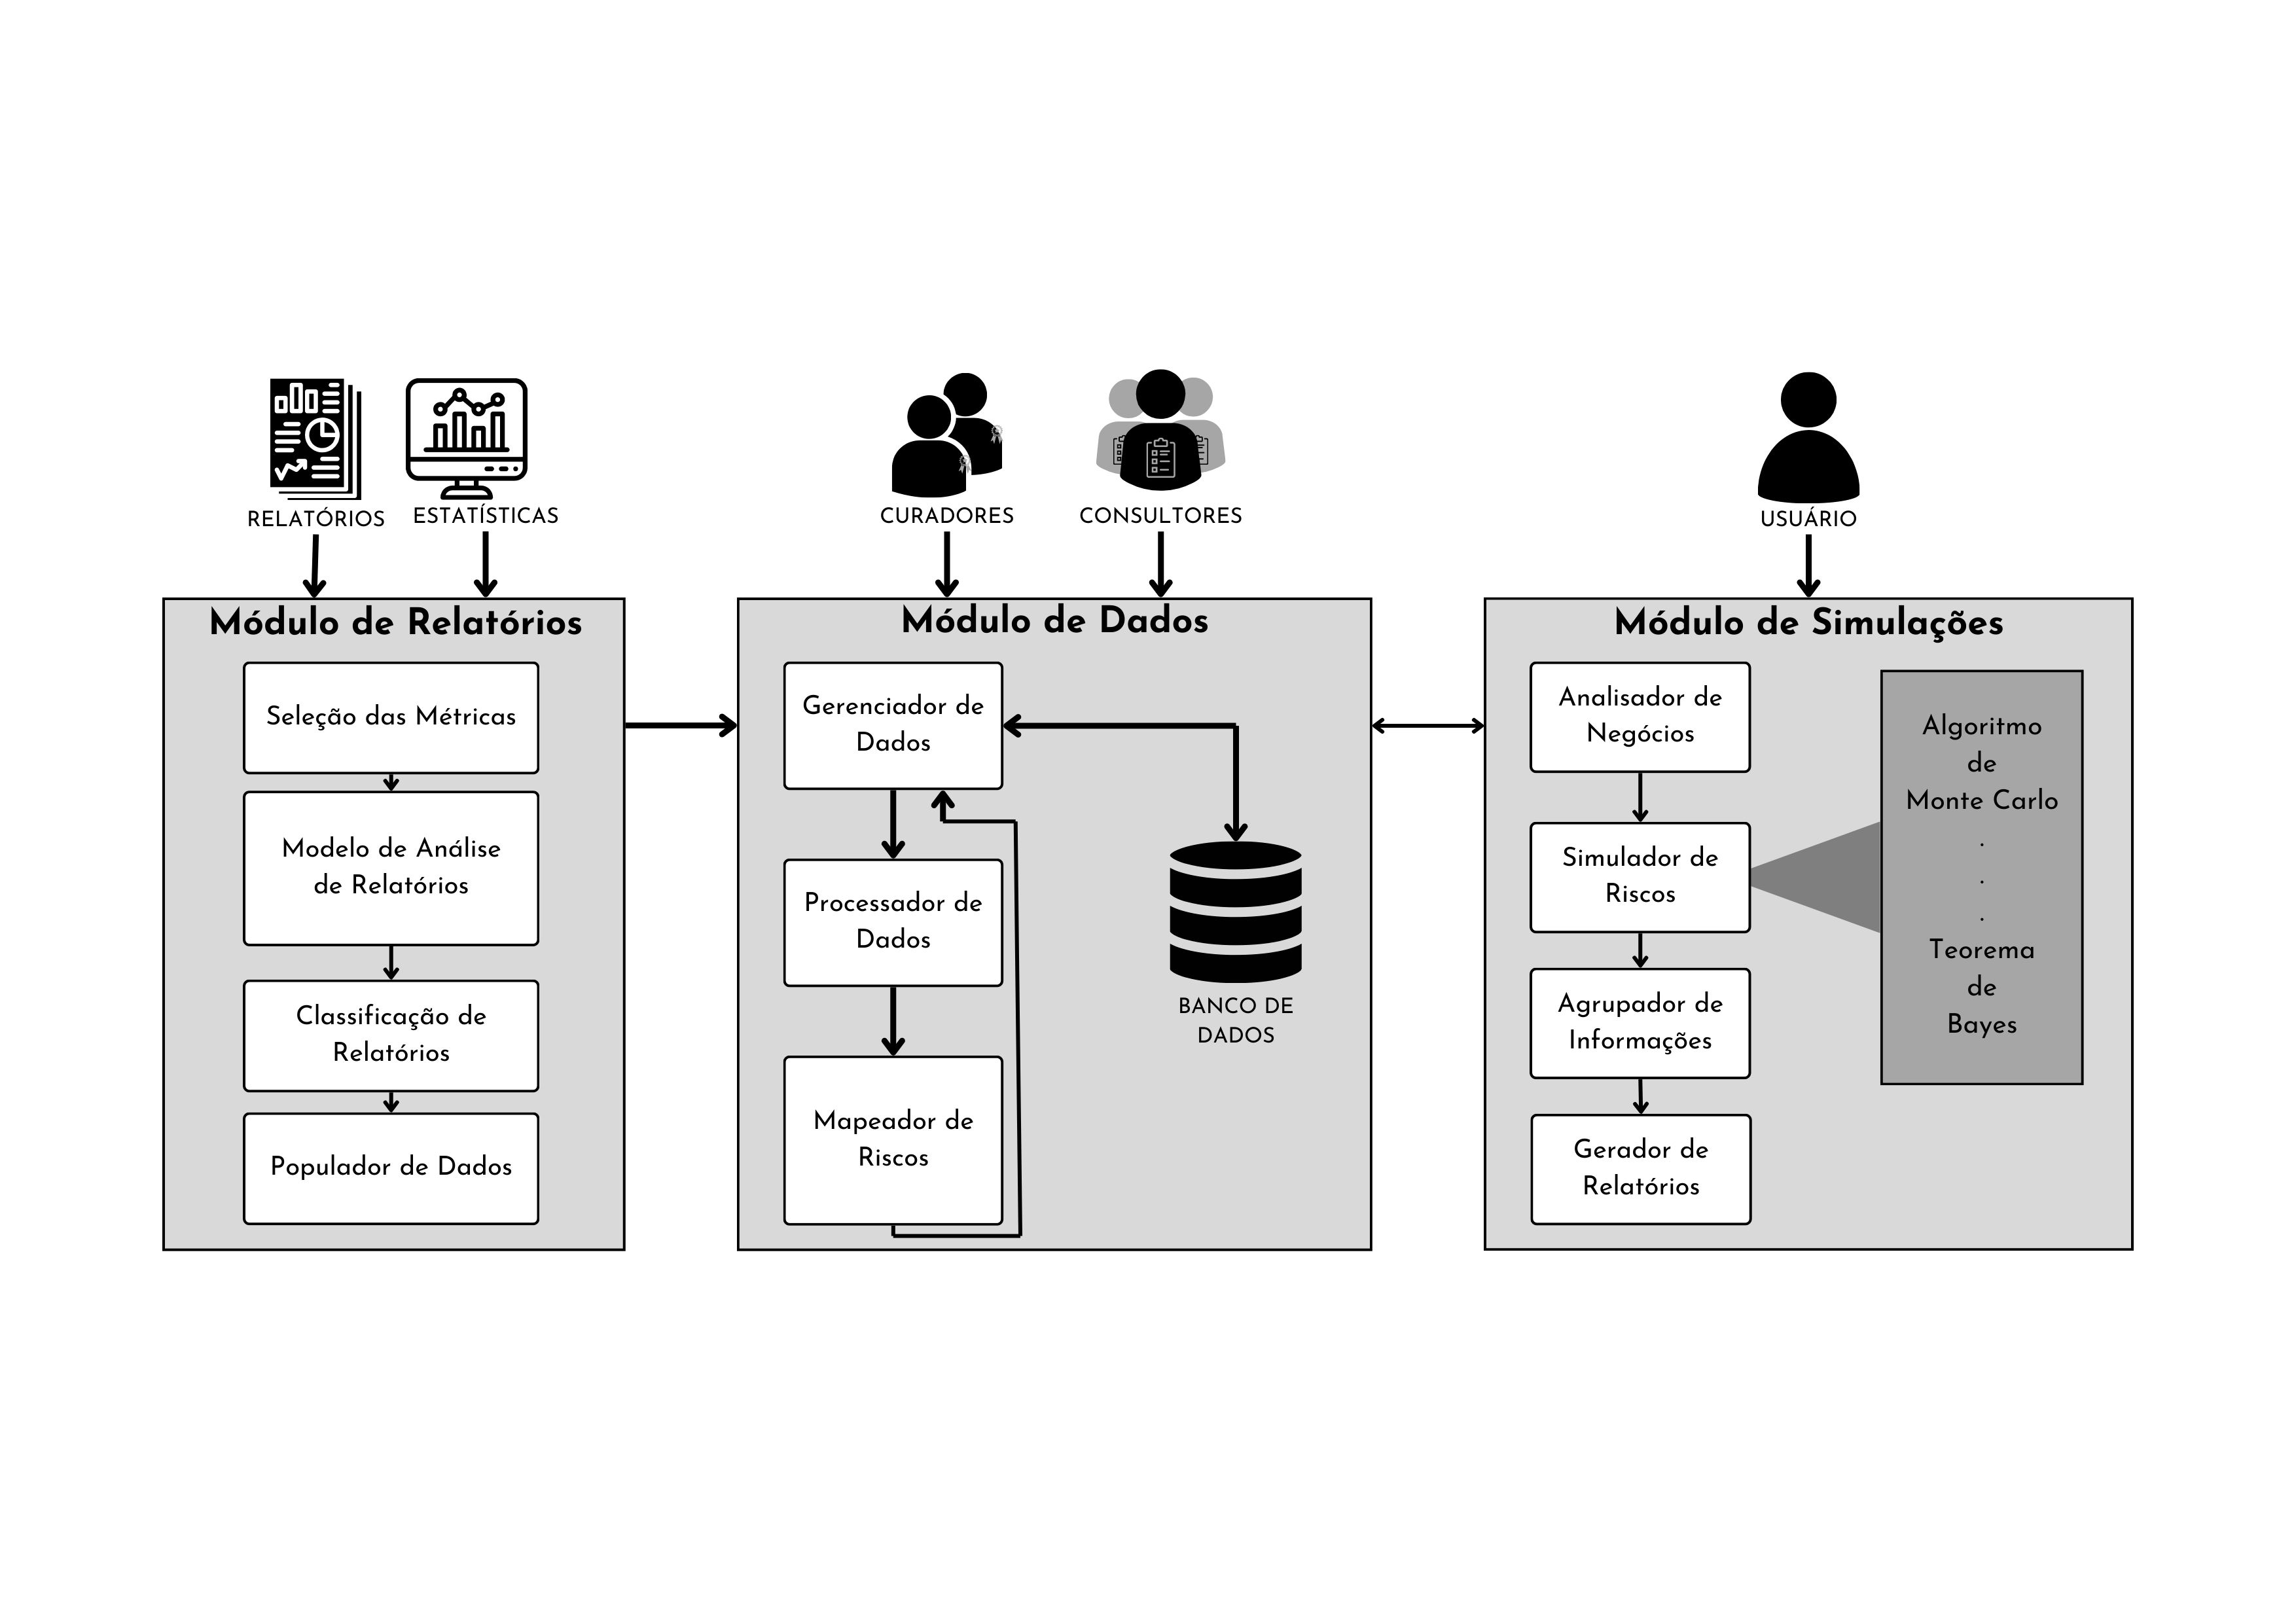 RELATÓRIOS
ESTATÍSTICAS
CURADORES
CONSULTORES
USUÁRIO
Módulo de Relatórios
Seleção das Métricas
Modelo de Análise
de Relatórios
Classificação de
Relatórios
Populador de Dados
Módulo de Dados
Gerenciador de
Dados
Processador de
Dados
Mapeador de
Riscos
BANCO DE
DADOS
Módulo de Simulações
Analisador de
Negócios
Simulador de
Riscos
Agrupador de
Informações
Gerador de
Relatórios
Algoritmo
de
Monte Carlo
.
.
.
Teorema
de
Bayes